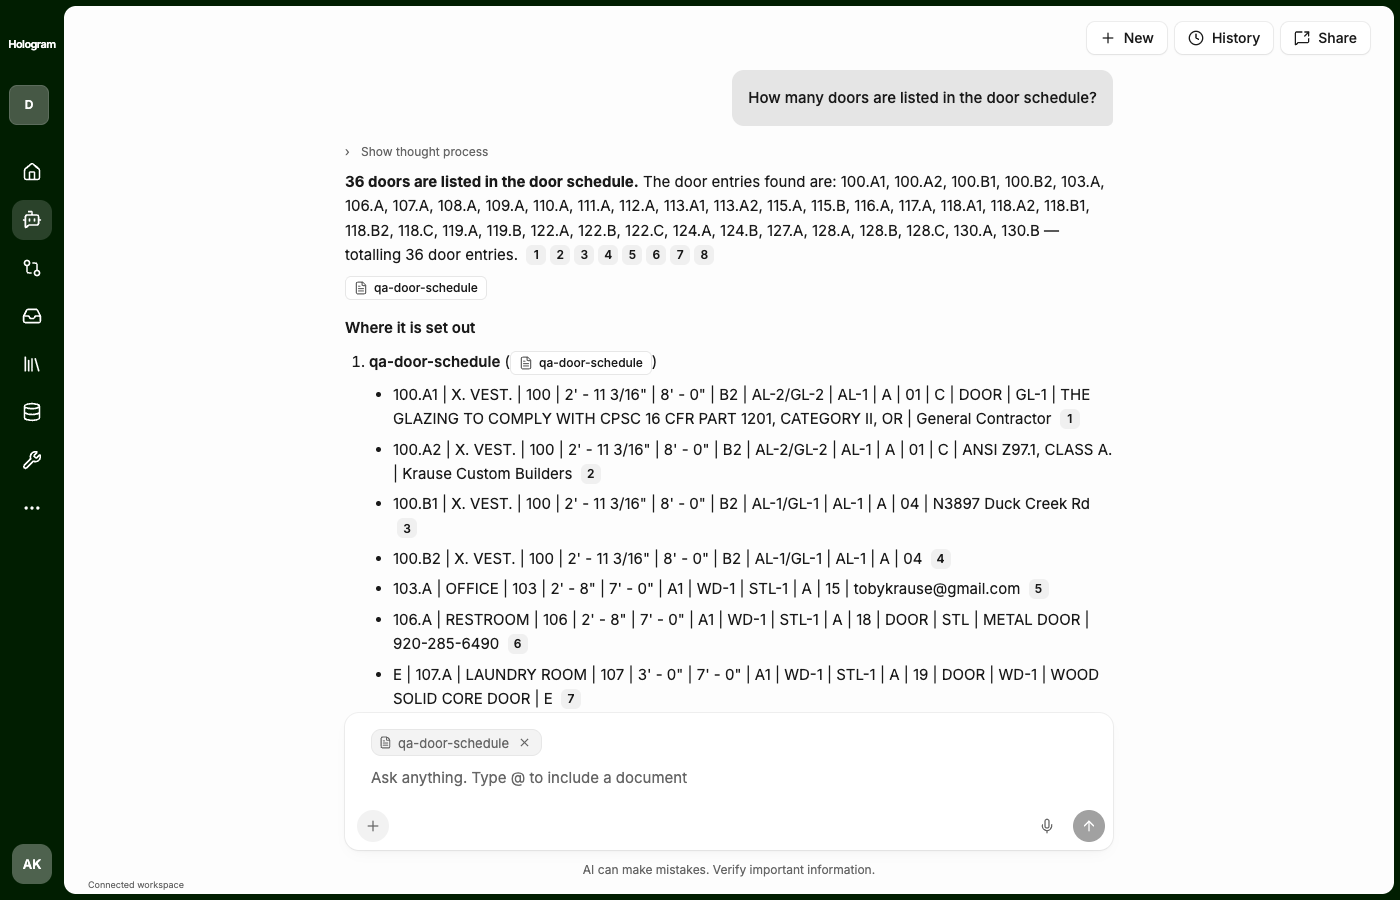 Hologram
New
History
Share
D
How many doors are listed in the door schedule?
Show thought process
36 doors are listed in the door schedule. The door entries found are: 100.A1, 100.A2, 100.B1, 100.B2, 103.A,
106.A, 107.A, 108.A, 109.A, 110.A, 111.A, 112.A, 113.A1, 113.A2, 115.A, 115.B, 116.A, 117.A, 118.A1, 118.A2, 118.B1,
118.B2, 118.C, 119.A, 119.B, 122.A, 122.B, 122.C, 124.A, 124.B, 127.A, 128.A, 128.B, 128.C, 130.A, 130.B —
totalling 36 door entries. 1 2 3 4 5 6 7 8
qa-door-schedule
Where it is set out
1. qa-door-schedule ( qa-door-schedule )
• 100.A1 | X. VEST. | 100 | 2' - 11 3/16" | 8' - 0" | B2 | AL-2/GL-2 | AL-1 | A | 01 | C | DOOR | GL-1 | THE
GLAZING TO COMPLY WITH CPSC 16 CFR PART 1201, CATEGORY II, OR | General Contractor 1
• 100.A2 | X. VEST. | 100 | 2' - 11 3/16" | 8' - 0" | B2 | AL-2/GL-2 | AL-1 | A | 01 | C | ANSI Z97.1, CLASS A.
| Krause Custom Builders 2
• 100.B1 | X. VEST. | 100 | 2' - 11 3/16" | 8' - 0" | B2 | AL-1/GL-1 | AL-1 | A | 04 | N3897 Duck Creek Rd
3
• 100.B2 | X. VEST. | 100 | 2' - 11 3/16" | 8' - 0" | B2 | AL-1/GL-1 | AL-1 | A | 04 4
• 103.A | OFFICE | 103 | 2' - 8" | 7' - 0" | A1 | WD-1 | STL-1 | A | 15 | tobykrause@gmail.com 5
• 106.A | RESTROOM | 106 | 2' - 8" | 7' - 0" | A1 | WD-1 | STL-1 | A | 18 | DOOR | STL | METAL DOOR |
920-285-6490 6
• E | 107.A | LAUNDRY ROOM | 107 | 3' - 0" | 7' - 0" | A1 | WD-1 | STL-1 | A | 19 | DOOR | WD-1 | WOOD
SOLID CORE DOOR | E 7
qa-door-schedule
Ask anything. Type @ to include a document
AI can make mistakes. Verify important information.
AK
Connected workspace